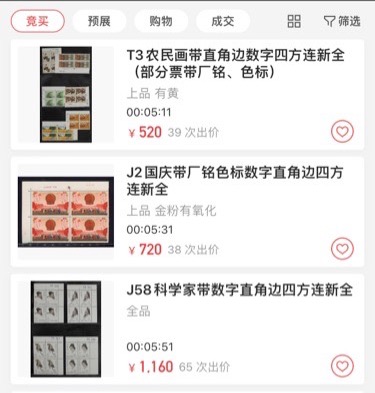 竞买 预展 购物 成交 筛选
T3农民画带直角边数字四方连新全
（部分票带厂铭、色标）
上品 有黄
00:05:11
¥ 520 39 次出价
J2国庆带厂铭色标数字直角边四方
连新全
上品 金粉有氧化
00:05:31
¥ 720 38 次出价
J58科学家带数字直角边四方连新全
全品
00:05:51
¥ 1,160 65 次出价